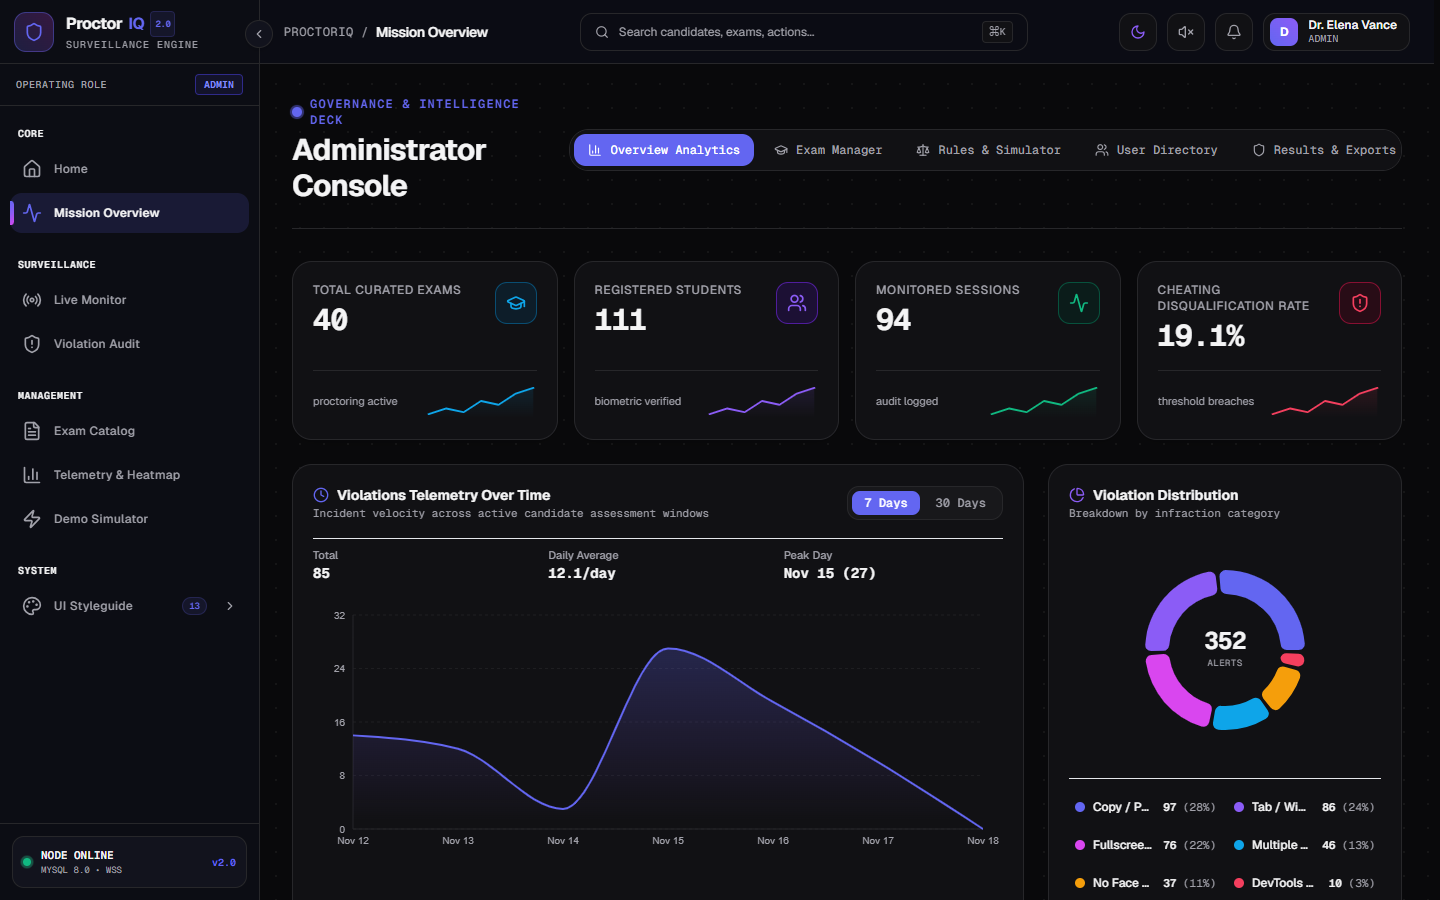 Proctor IQ 2.0
SURVEILLANCE ENGINE
OPERATING ROLE
ADMIN
CORE
Home
Mission Overview
SURVEILLANCE
Live Monitor
Violation Audit
MANAGEMENT
Exam Catalog
Telemetry & Heatmap
Demo Simulator
SYSTEM
UI Styleguide
13
NODE ONLINE
MYSQL 8.0 • WSS
v2.0
PROCTORIQ / Mission Overview
Search candidates, exams, actions...
⌘K
D
Dr. Elena Vance
ADMIN
GOVERNANCE & INTELLIGENCE
DECK
Administrator
Console
Overview Analytics
Exam Manager
Rules & Simulator
User Directory
Results & Exports
TOTAL CURATED EXAMS
40
proctoring active
REGISTERED STUDENTS
111
biometric verified
MONITORED SESSIONS
94
audit logged
CHEATING
DISQUALIFICATION RATE
19.1%
threshold breaches
Violations Telemetry Over Time
Incident velocity across active candidate assessment windows
7 Days
30 Days
Total
85
Daily Average
12.1/day
Peak Day
Nov 15 (27)
32
24
16
8
0
Nov 12
Nov 13
Nov 14
Nov 15
Nov 16
Nov 17
Nov 18
Violation Distribution
Breakdown by infraction category
352
ALERTS
Copy / P... 97 (28%)
Tab / Wi... 86 (24%)
Fullscree... 76 (22%)
Multiple ... 46 (13%)
No Face ... 37 (11%)
DevTools ... 10 (3%)